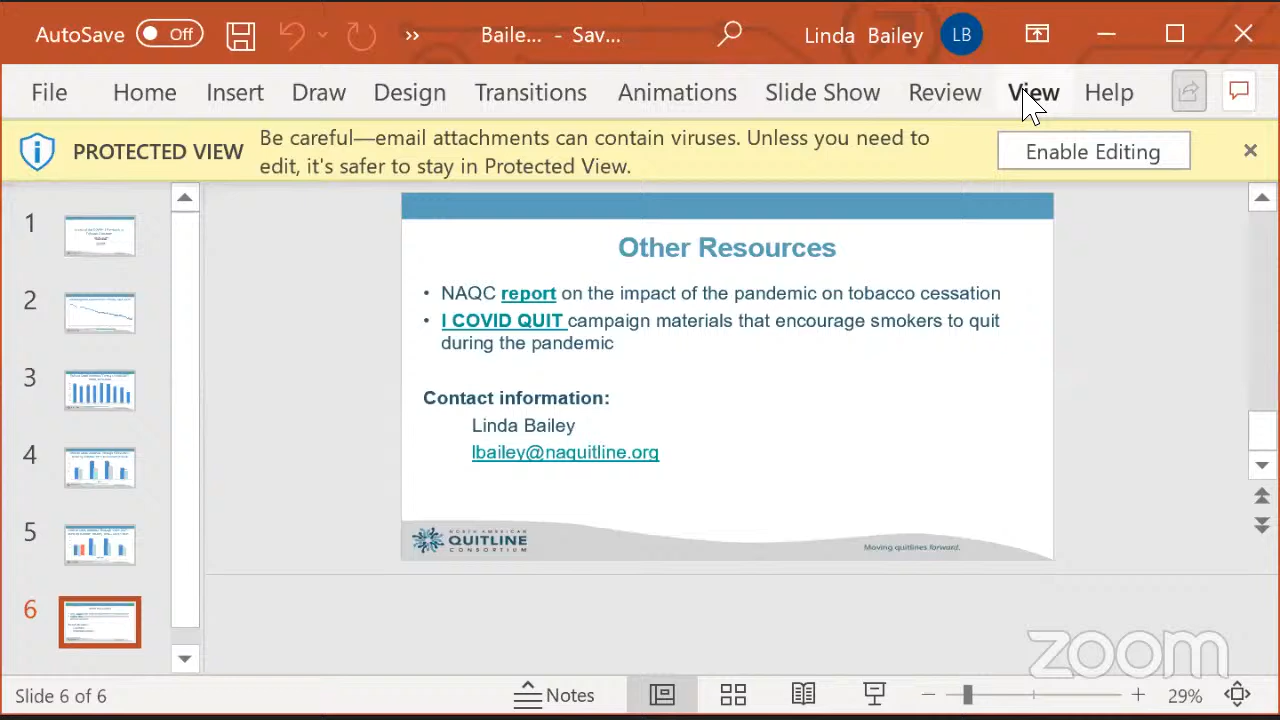 AutoSave Off Baile... - Sav... Linda Bailey LB
File Home Insert Draw Design Transitions Animations Slide Show Review View Help
PROTECTED VIEW
Be careful—email attachments can contain viruses. Unless you need to
edit, it's safer to stay in Protected View.
Enable Editing
1
2
3
4
5
6
Other Resources
• NAQC report on the impact of the pandemic on tobacco cessation
• I COVID QUIT campaign materials that encourage smokers to quit
during the pandemic
Contact information:
Linda Bailey
lbailey@naquitline.org
NORTH AMERICAN
QUITLINE
CONSORTIUM
Moving quitlines forward.
zoom
Slide 6 of 6 Notes 29%